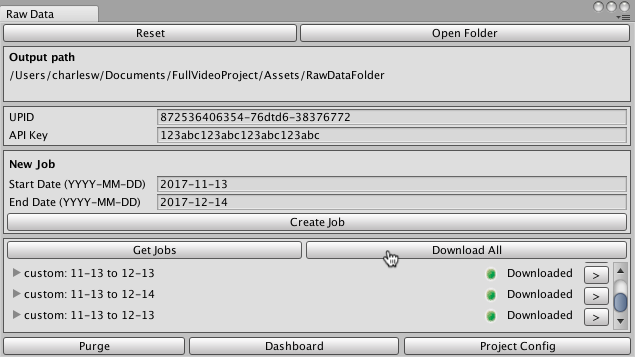 Raw Data
Reset Open Folder
Output path
/Users/charlesw/Documents/FullVideoProject/Assets/RawDataFolder
UPID 872536406354-76dtd6-38376772
API Key 123abc123abc123abc123abc
New Job
Start Date (YYYY-MM-DD) 2017-11-13
End Date (YYYY-MM-DD) 2017-12-14
Create Job
Get Jobs Download All
custom: 11-13 to 12-13 Downloaded >
custom: 11-13 to 12-14 Downloaded >
custom: 11-13 to 12-13 Downloaded >
Purge Dashboard Project Config